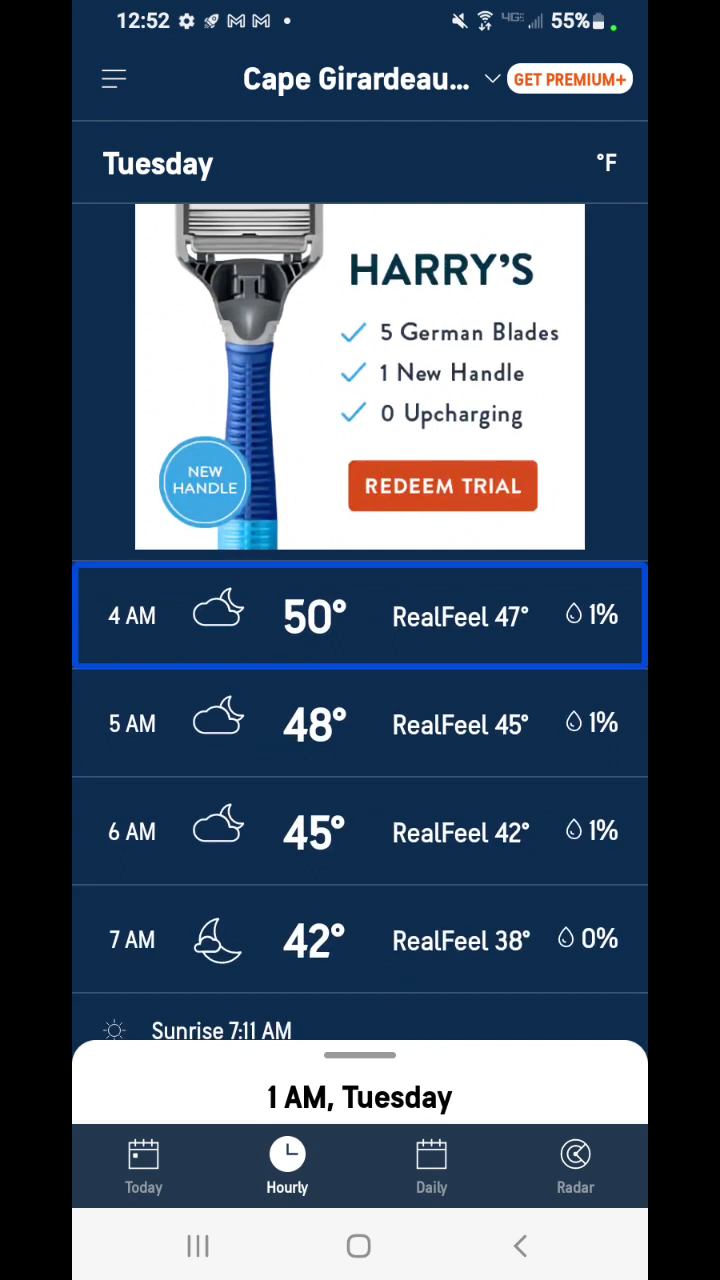 12:52 4GE 55%
Cape Girardeau... GET PREMIUM+
Tuesday °F
HARRY'S
5 German Blades
1 New Handle
0 Upcharging
NEW
HANDLE
REDEEM TRIAL
4 AM 50° RealFeel 47° 1%
5 AM 48° RealFeel 45° 1%
6 AM 45° RealFeel 42° 1%
7 AM 42° RealFeel 38° 0%
Sunrise 7:11 AM
1 AM, Tuesday
Today Hourly Daily Radar